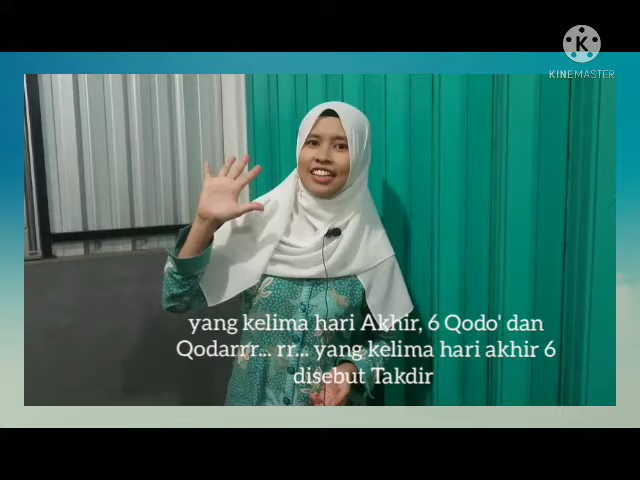 KINEMASTER
yang kelima hari Akhir, 6 Qodo' dan
Qodarrr... rr... yang kelima hari akhir 6
disebut Takdir